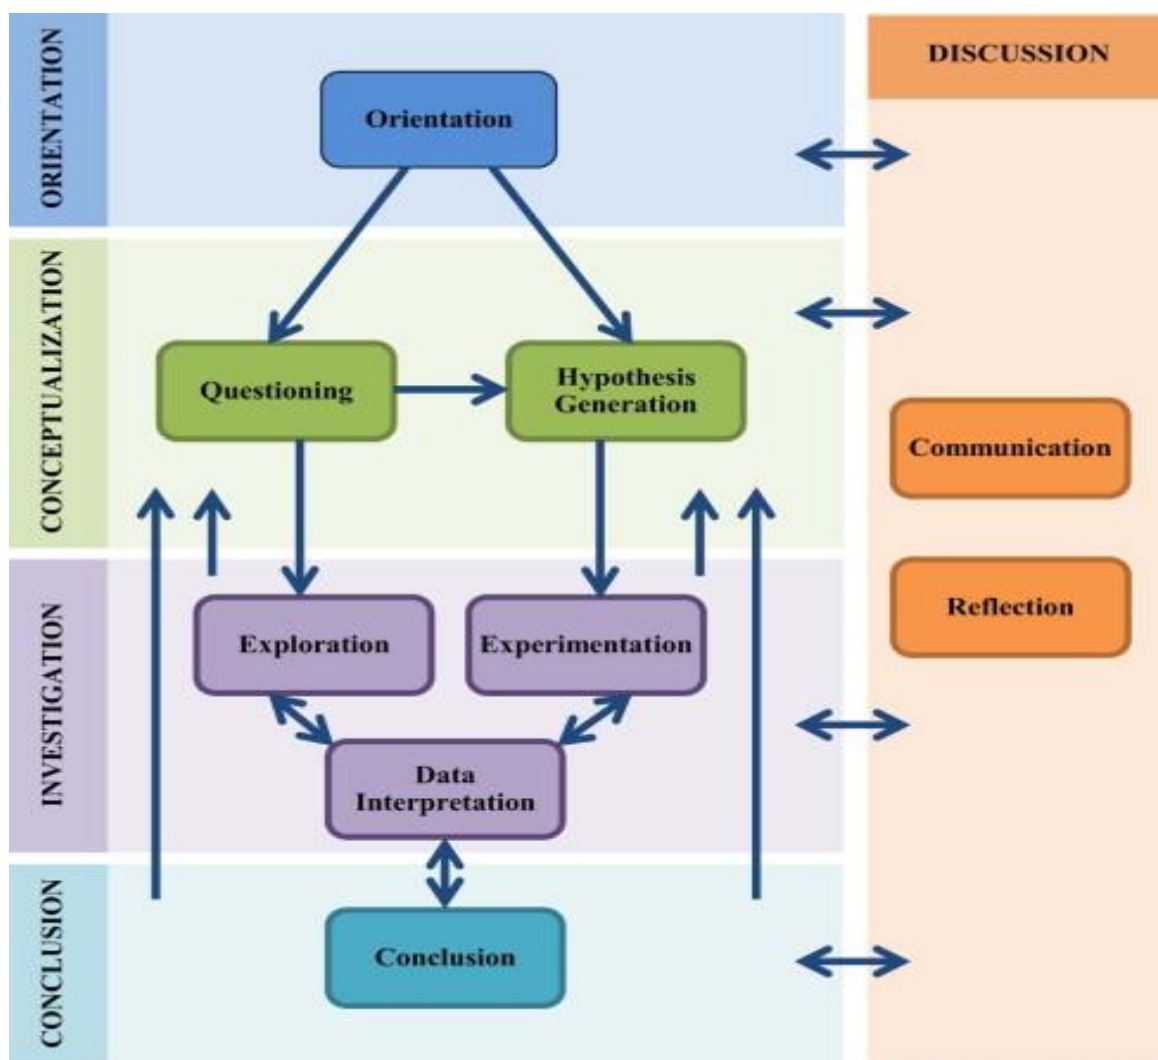 ORIENTATION
Orientation
CONCEPTUALIZATION
Questioning
Hypothesis
Generation
INVESTIGATION
Exploration
Experimentation
Data
Interpretation
CONCLUSION
Conclusion
DISCUSSION
Communication
Reflection